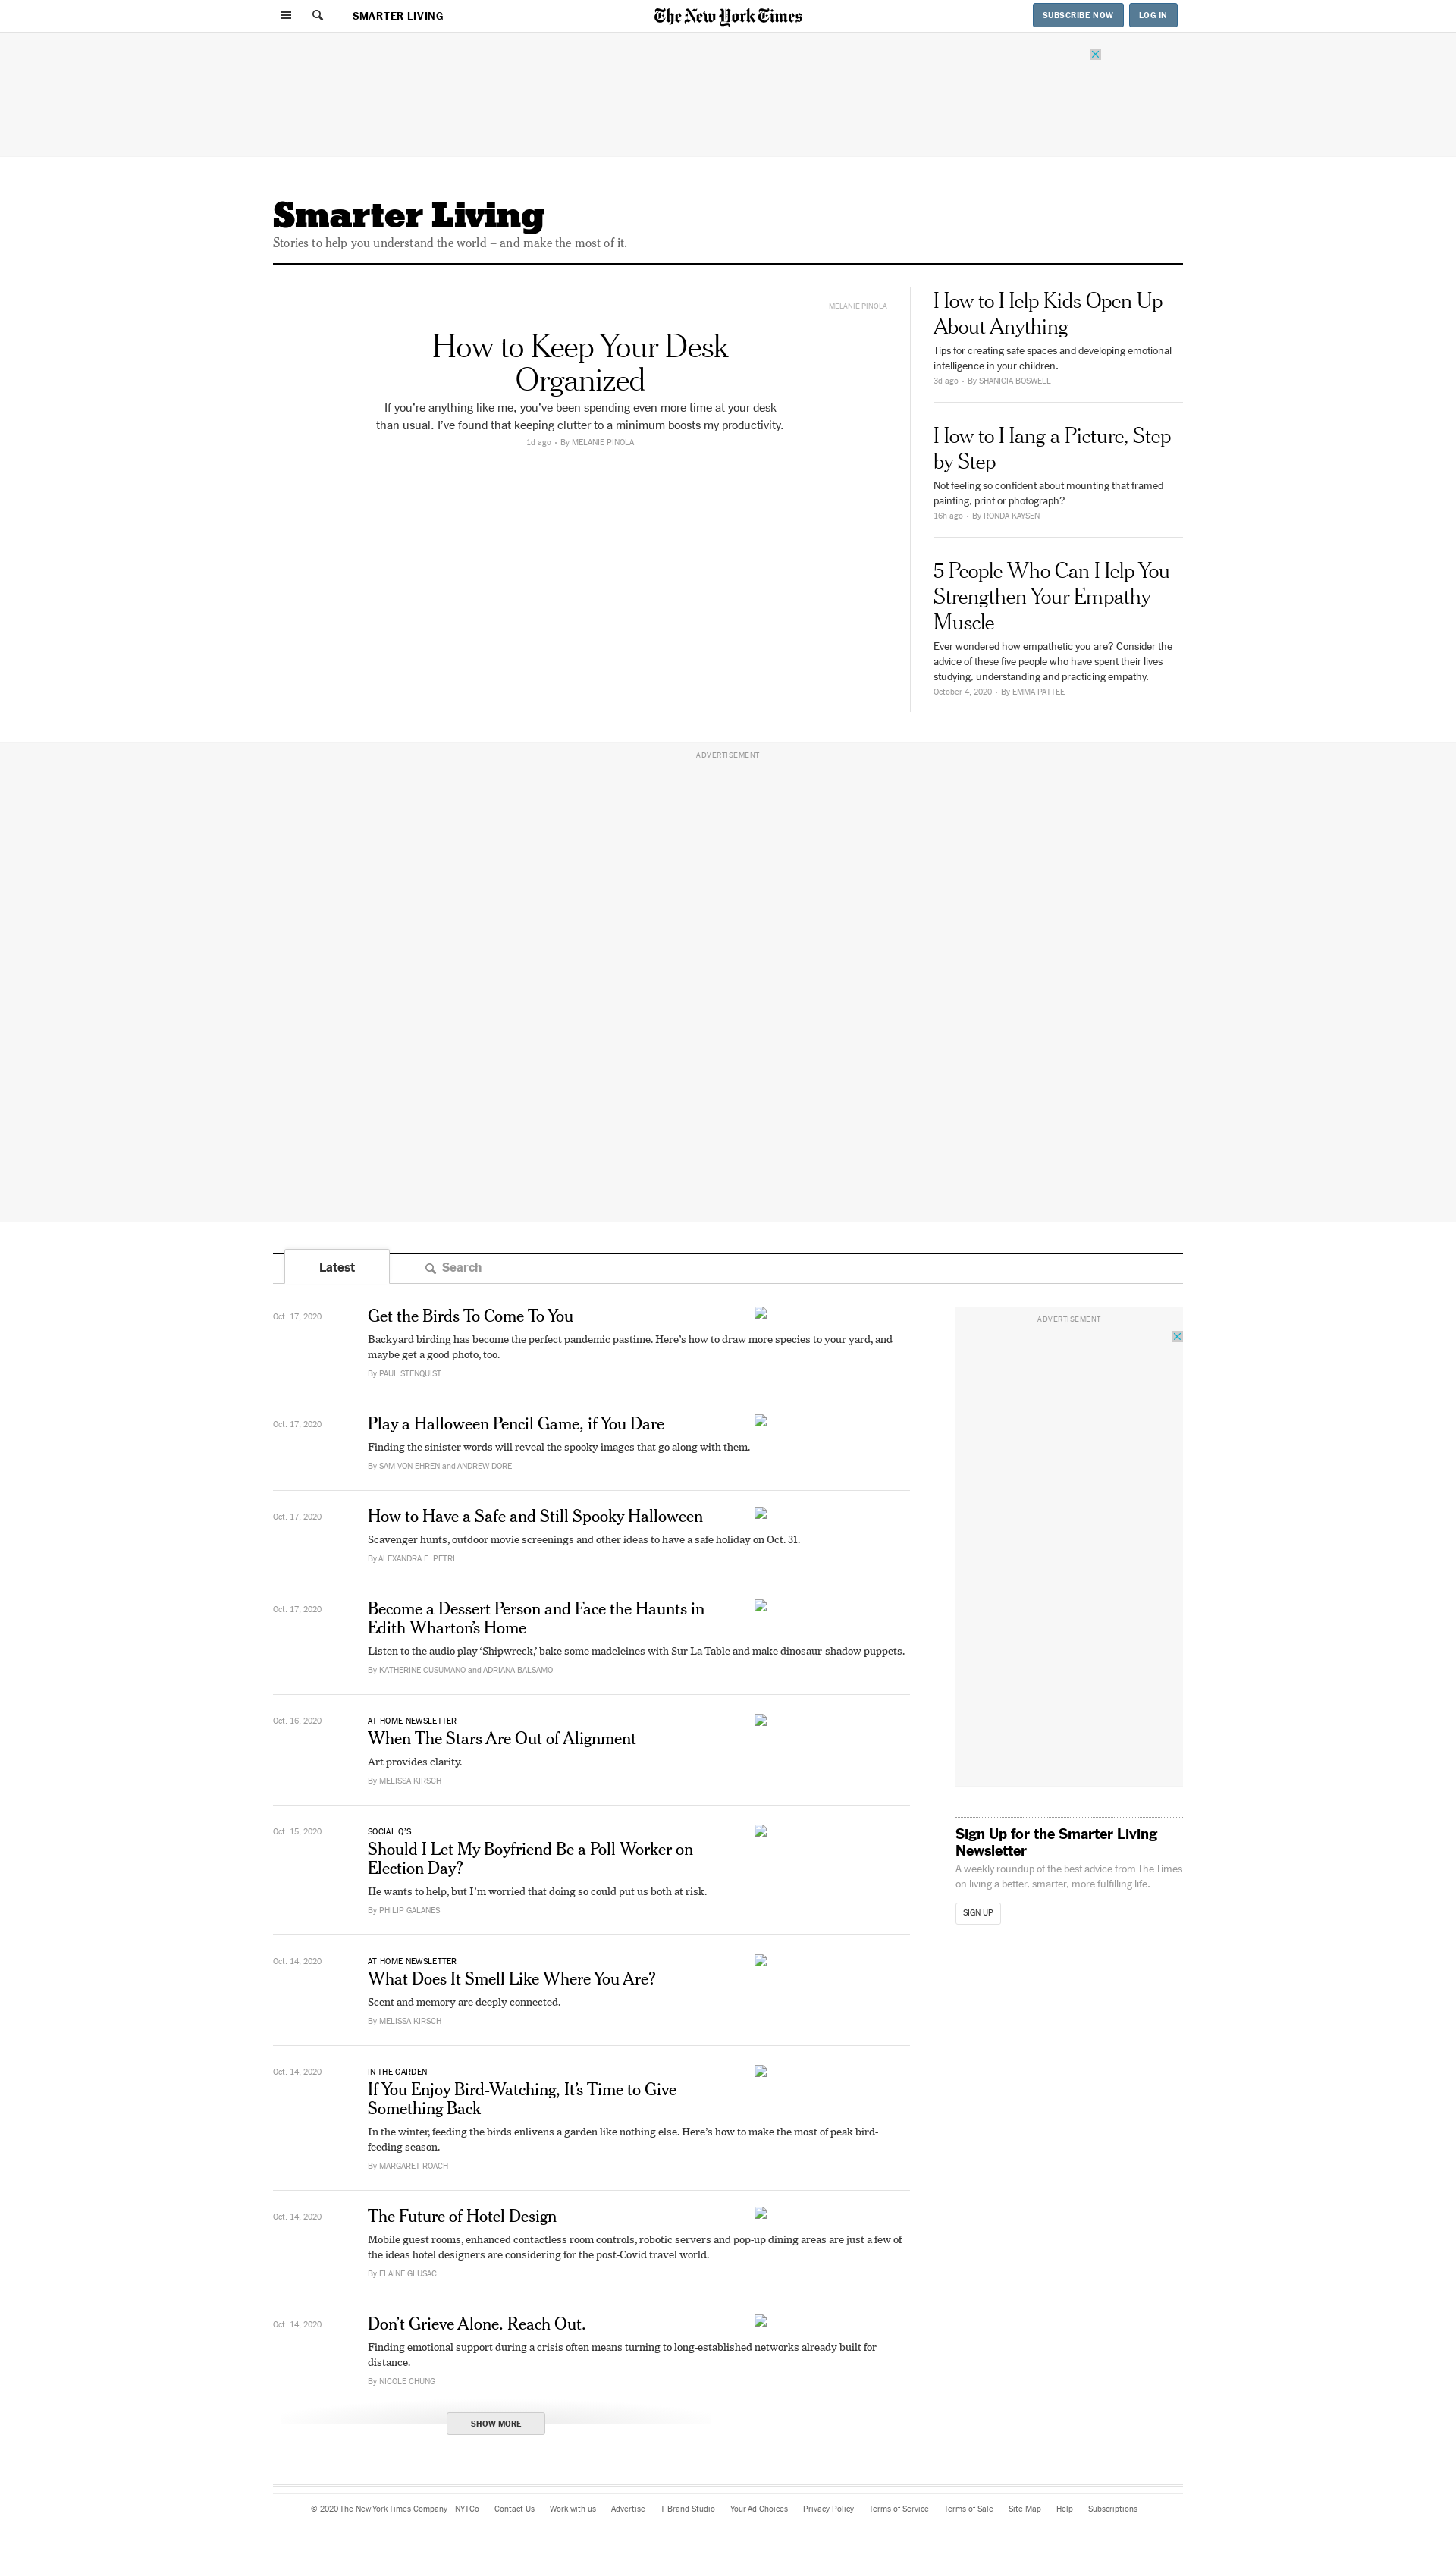 SMARTER LIVING
The New York Times
SUBSCRIBE NOW
LOG IN
Smarter Living
Stories to help you understand the world – and make the most of it.
MELANIE PINOLA
How to Keep Your Desk
Organized
If you’re anything like me, you’ve been spending even more time at your desk
than usual. I’ve found that keeping clutter to a minimum boosts my productivity.
1d ago • By MELANIE PINOLA
How to Help Kids Open Up
About Anything
Tips for creating safe spaces and developing emotional
intelligence in your children.
3d ago • By SHANICIA BOSWELL
How to Hang a Picture, Step
by Step
Not feeling so confident about mounting that framed
painting, print or photograph?
16h ago • By RONDA KAYSEN
5 People Who Can Help You
Strengthen Your Empathy
Muscle
Ever wondered how empathetic you are? Consider the
advice of these five people who have spent their lives
studying, understanding and practicing empathy.
October 4, 2020 • By EMMA PATTEE
ADVERTISEMENT
Latest
Search
Oct. 17, 2020
Get the Birds To Come To You
Backyard birding has become the perfect pandemic pastime. Here’s how to draw more species to your yard, and
maybe get a good photo, too.
By PAUL STENQUIST
Oct. 17, 2020
Play a Halloween Pencil Game, if You Dare
Finding the sinister words will reveal the spooky images that go along with them.
By SAM VON EHREN and ANDREW DORE
Oct. 17, 2020
How to Have a Safe and Still Spooky Halloween
Scavenger hunts, outdoor movie screenings and other ideas to have a safe holiday on Oct. 31.
By ALEXANDRA E. PETRI
Oct. 17, 2020
Become a Dessert Person and Face the Haunts in
Edith Wharton’s Home
Listen to the audio play ‘Shipwreck,’ bake some madeleines with Sur La Table and make dinosaur-shadow puppets.
By KATHERINE CUSUMANO and ADRIANA BALSAMO
Oct. 16, 2020
AT HOME NEWSLETTER
When The Stars Are Out of Alignment
Art provides clarity.
By MELISSA KIRSCH
Oct. 15, 2020
SOCIAL Q’S
Should I Let My Boyfriend Be a Poll Worker on
Election Day?
He wants to help, but I’m worried that doing so could put us both at risk.
By PHILIP GALANES
Oct. 14, 2020
AT HOME NEWSLETTER
What Does It Smell Like Where You Are?
Scent and memory are deeply connected.
By MELISSA KIRSCH
Oct. 14, 2020
IN THE GARDEN
If You Enjoy Bird-Watching, It’s Time to Give
Something Back
In the winter, feeding the birds enlivens a garden like nothing else. Here’s how to make the most of peak bird-
feeding season.
By MARGARET ROACH
Oct. 14, 2020
The Future of Hotel Design
Mobile guest rooms, enhanced contactless room controls, robotic servers and pop-up dining areas are just a few of
the ideas hotel designers are considering for the post-Covid travel world.
By ELAINE GLUSAC
Oct. 14, 2020
Don’t Grieve Alone. Reach Out.
Finding emotional support during a crisis often means turning to long-established networks already built for
distance.
By NICOLE CHUNG
SHOW MORE
ADVERTISEMENT
Sign Up for the Smarter Living
Newsletter
A weekly roundup of the best advice from The Times
on living a better, smarter, more fulfilling life.
SIGN UP
© 2020 The New York Times Company NYTCo Contact Us Work with us Advertise T Brand Studio Your Ad Choices Privacy Policy Terms of Service Terms of Sale Site Map Help Subscriptions